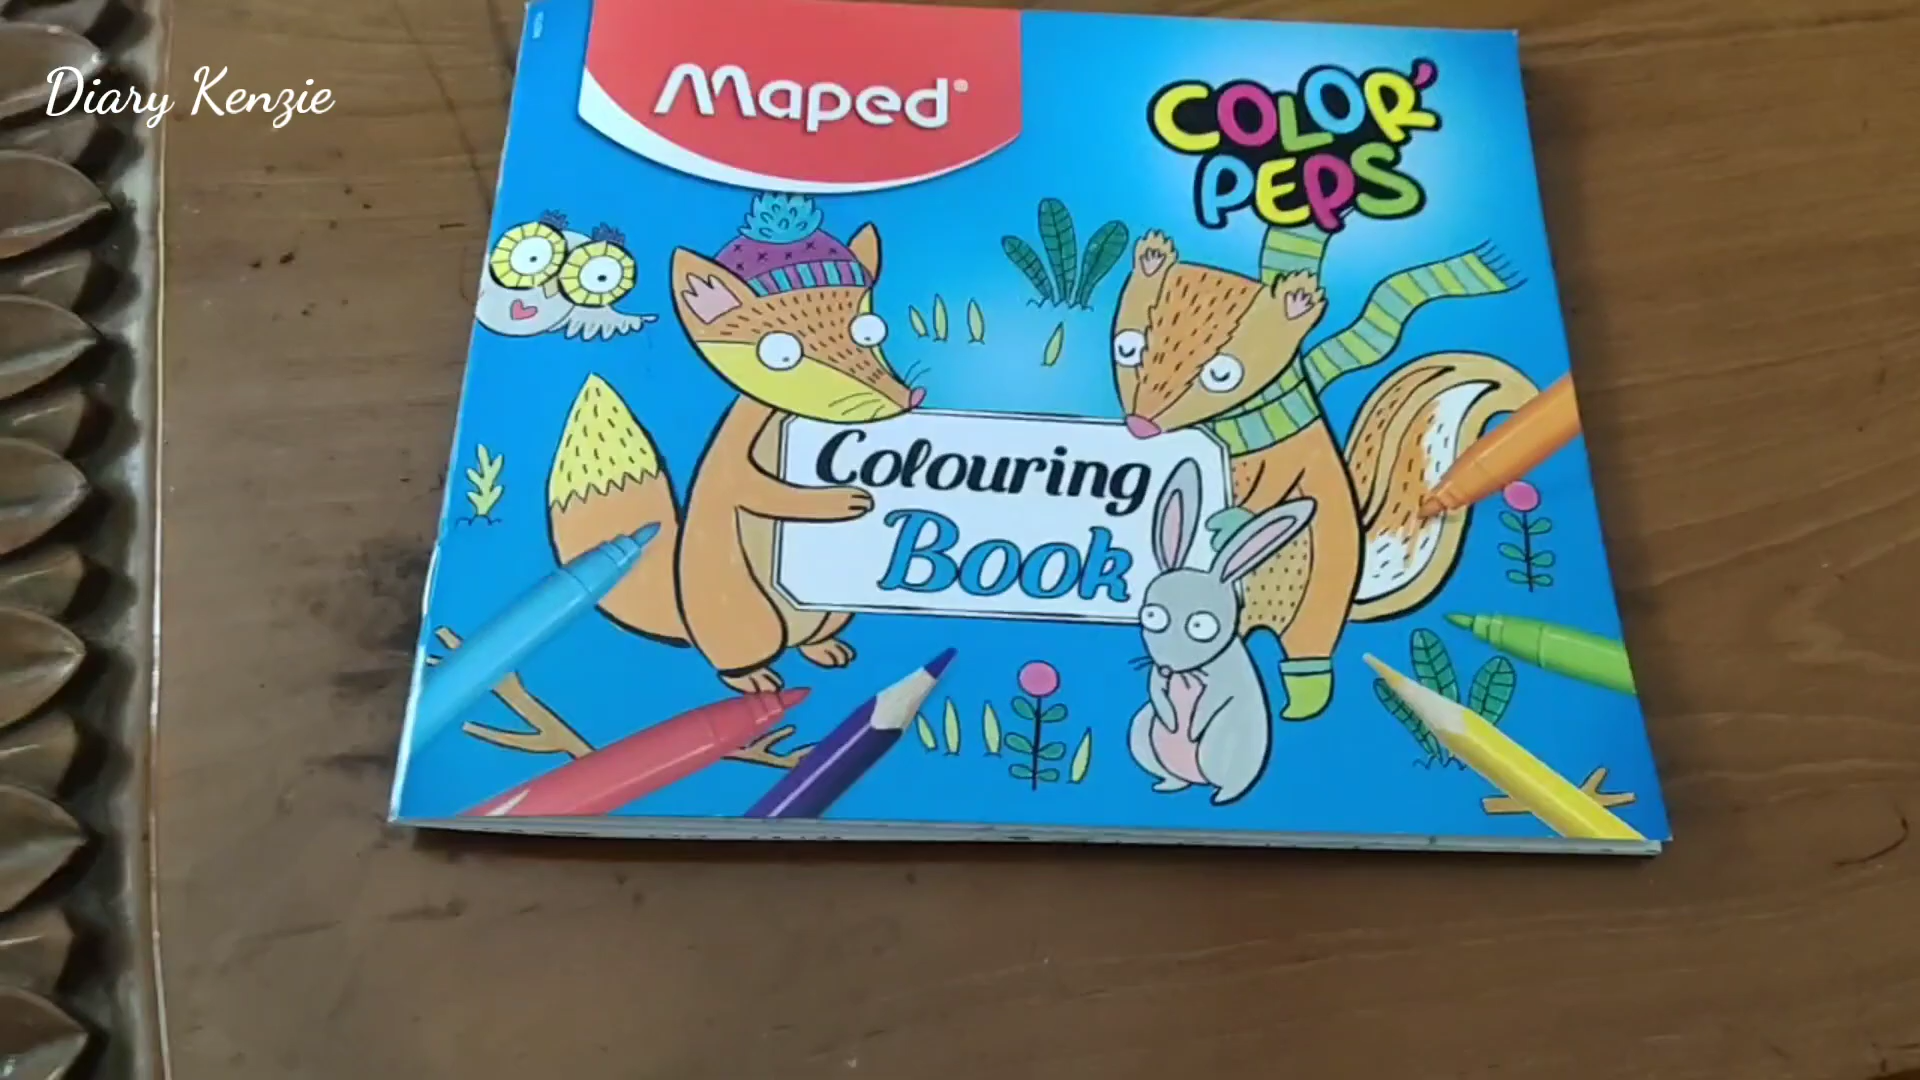 Diary Kenzie
Maped®
COLOR'
PEPS
Colouring
Book